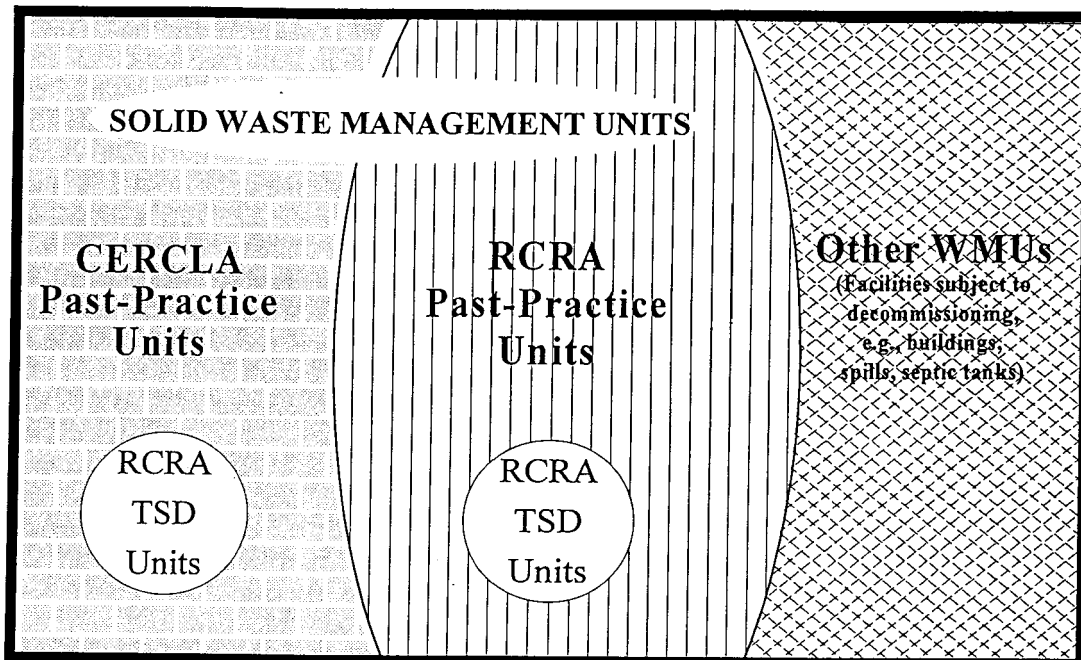 SOLID WASTE MANAGEMENT UNITS
CERCLA
Past-Practice
Units
RCRA
Past-Practice
Units
Other WMUs
(Facilities subject to
decommissioning,
e.g., buildings,
spills, septic tanks)
RCRA
TSD
Units
RCRA
TSD
Units